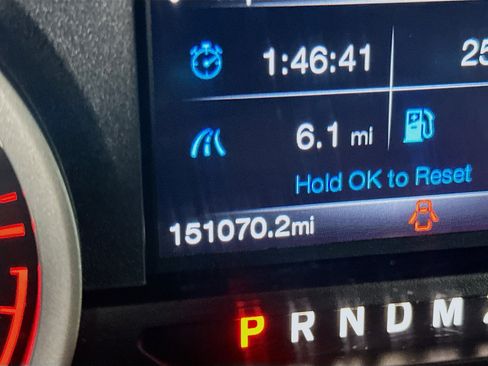 1:46:41 25
6.1 mi
Hold OK to Reset
151070.2mi
P R N D M